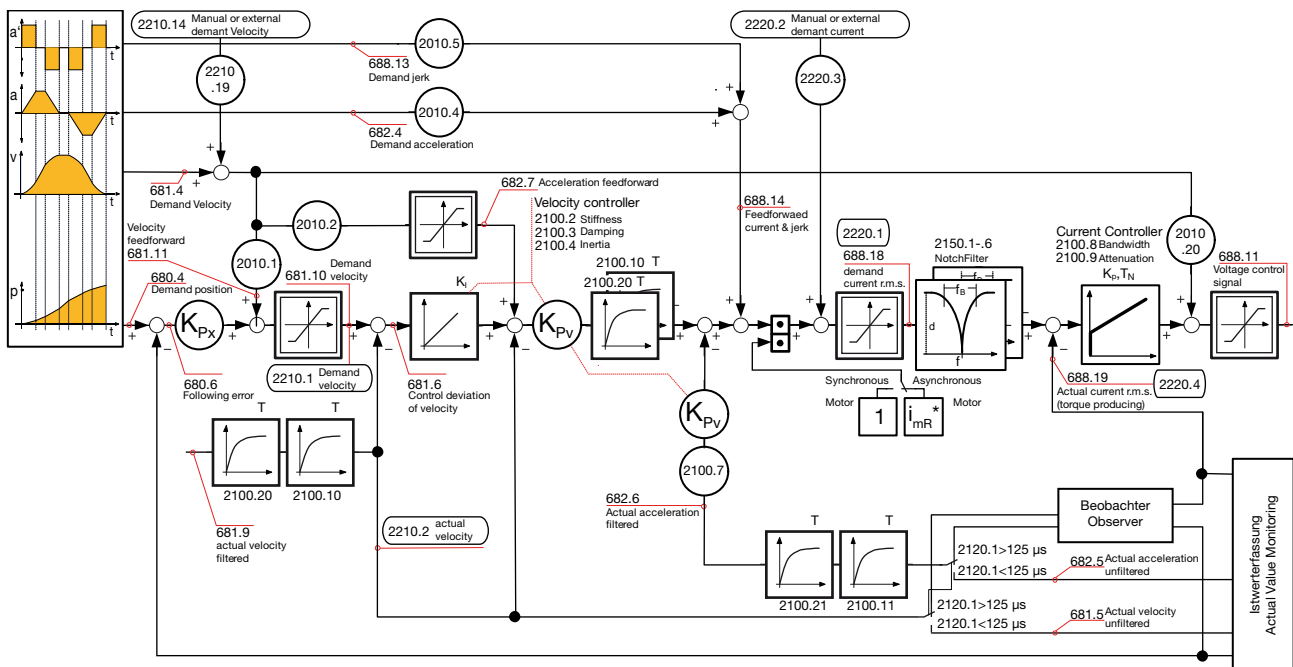 a'
t
a
t
v
t
p
t
2210.14
Manual or external
demant Velocity
2210
.19
688.13
Demand jerk
2010.5
682.4
Demand acceleration
2010.4
2220.2
Manual or external
demand current
2220.3
+
+
+
+
681.4
Demand Velocity
682.7 Acceleration feedforward
Velocity controller
2100.2 Stiffness
2100.3 Damping
2100.4 Inertia
688.14
Feedforwaed
current & jerk
Velocity
feedforward
681.11
2010.2
2010.1
680.4
Demand position
681.10
Demand
velocity
KI
2100.10 T
2100.20 T
2220.1
688.18
demand
current r.m.s.
2150.1-.6
NotchFilter
fB
d
f
Current Controller
2100.8 Bandwidth
2100.9 Attenuation
KP, TN
2010
.20
688.11
Voltage control
signal
KPx
KPv
680.6
Following error
2210.1
Demand
velocity
681.6
Control deviation
of velocity
KPv
Synchronous
Motor
1
Asynchronous
Motor
imR*
688.19
Actual current r.m.s.
(torque producing)
2220.4
T
T
2100.20
2100.10
681.9
actual velocity
filtered
2210.2
actual
velocity
2100.7
682.6
Actual acceleration
filtered
T
T
2100.21
2100.11
Beobachter
Observer
2120.1>125 µs
2120.1<125 µs
682.5 Actual acceleration
unfiltered
2120.1>125 µs
2120.1<125 µs
681.5 Actual velocity
unfiltered
Istwerterfassung
Actual Value Monitoring